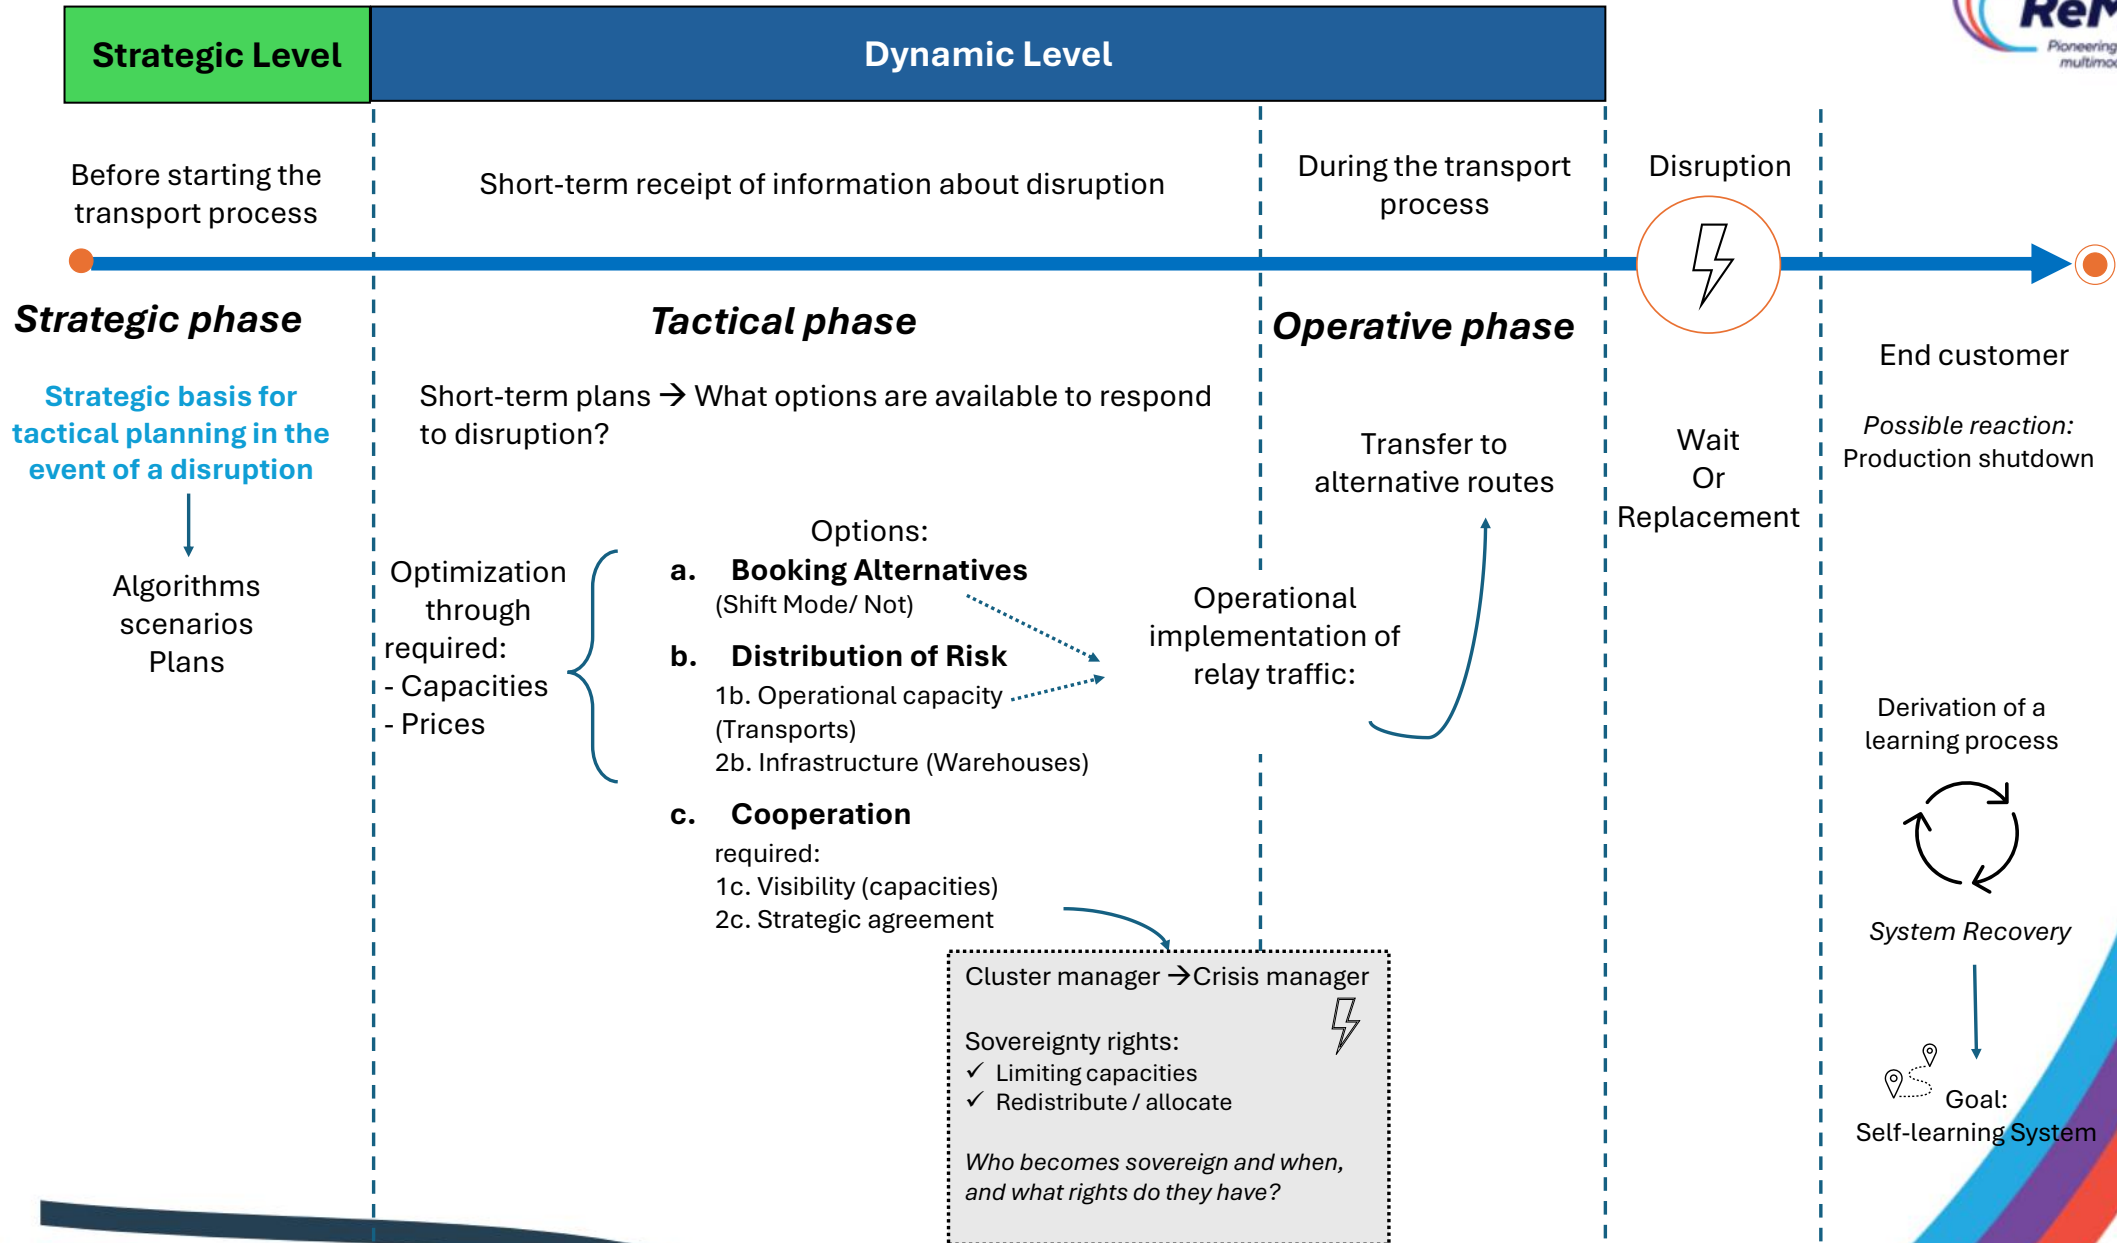 Strategic Level
Dynamic Level
Pioneering
Before starting the
transport process
Short-term receipt of information about disruption
During the transport
process
Disruption
Strategic phase
Tactical phase
Operative phase
Strategic basis for
tactical planning in the
event of a disruption
Algorithms
scenarios
Plans
Short-term plans → What options are available to respond
to disruption?
Optimization
through
required:
- Capacities
- Prices
Options:
a. Booking Alternatives
(Shift Mode/ Not)
b. Distribution of Risk
1b. Operational capacity
(Transports)
2b. Infrastructure (Warehouses)
c. Cooperation
required:
1c. Visibility (capacities)
2c. Strategic agreement
Operational
implementation of
relay traffic:
Transfer to
alternative routes
Cluster manager →Crisis manager
Sovereignty rights:
✓ Limiting capacities
✓ Redistribute / allocate
Who becomes sovereign and when,
and what rights do they have?
Wait
Or
Replacement
End customer
Possible reaction:
Production shutdown
Derivation of a
learning process
System Recovery
Goal:
Self-learning System